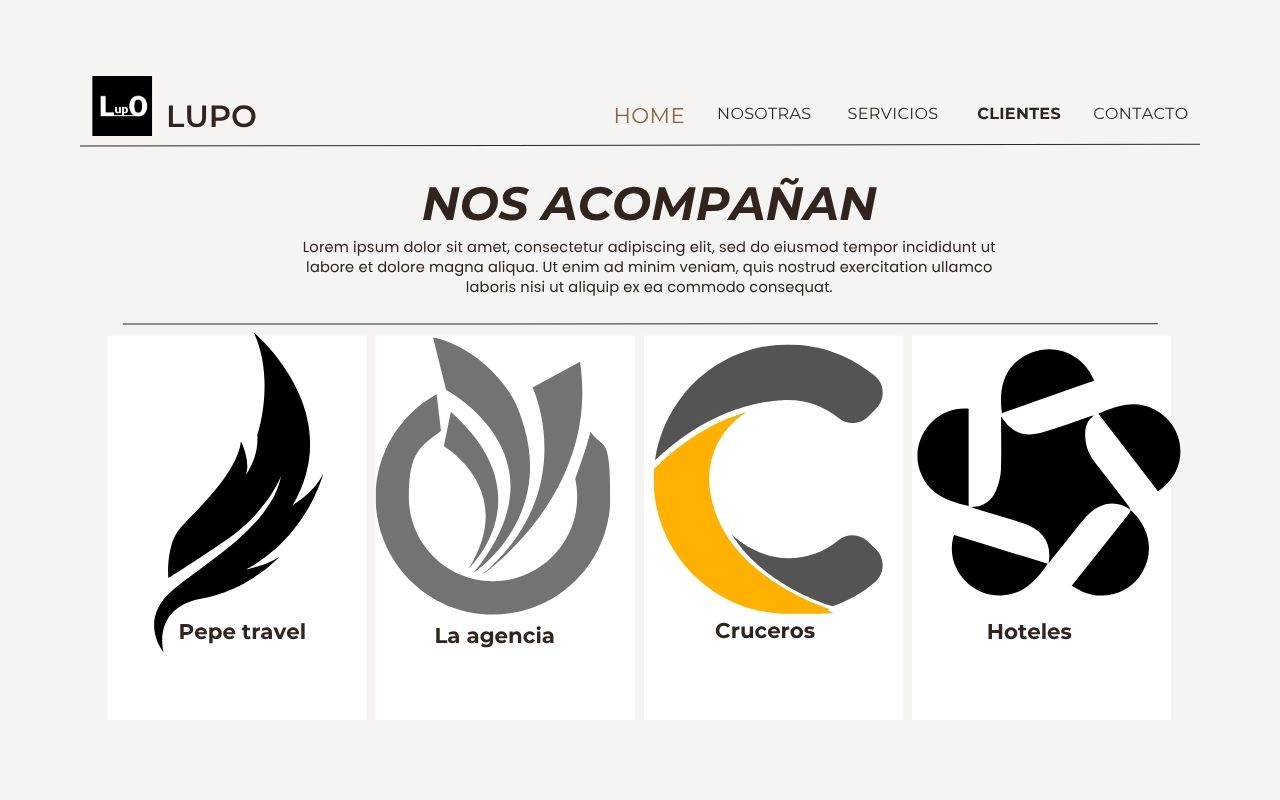 LupO LUPO
HOME NOSOTRAS SERVICIOS CLIENTES CONTACTO
NOS ACOMPAÑAN
Lorem ipsum dolor sit amet, consectetur adipiscing elit, sed do eiusmod tempor incididunt ut
labore et dolore magna aliqua. Ut enim ad minim veniam, quis nostrud exercitation ullamco
laboris nisi ut aliquip ex ea commodo consequat.
Pepe travel
La agencia
Cruceros
Hoteles